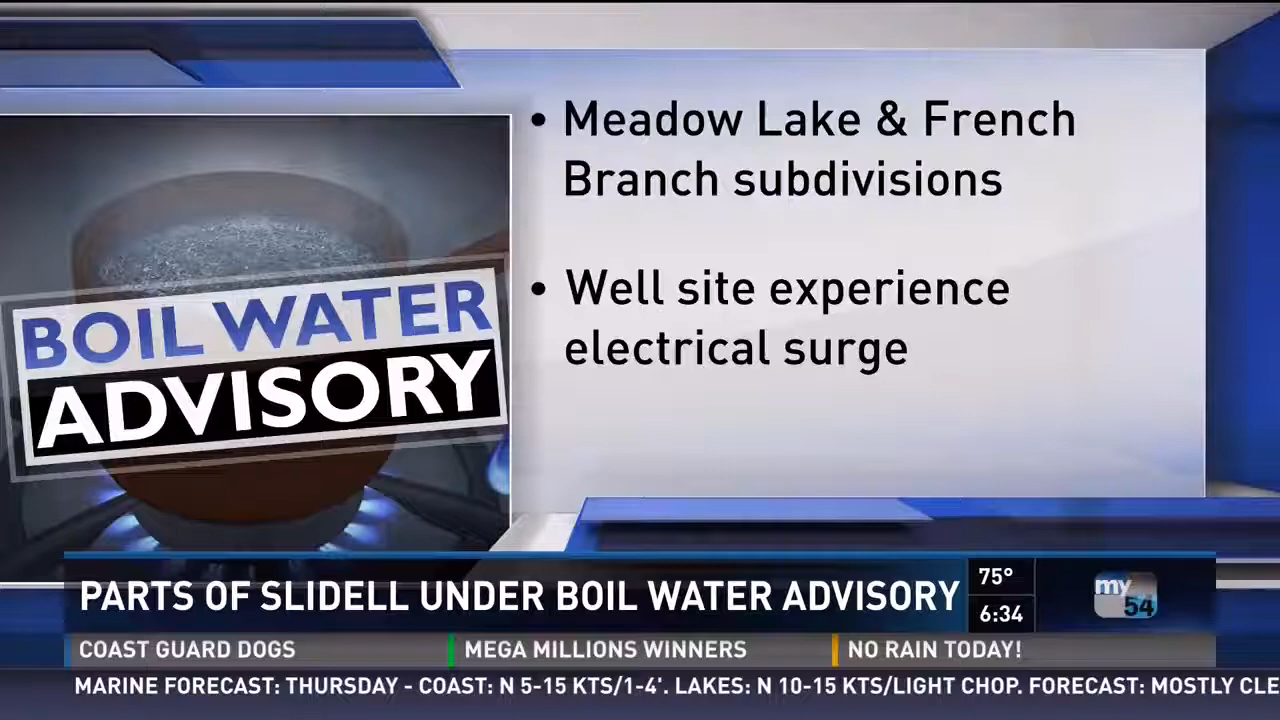 • Meadow Lake & French
Branch subdivisions
• Well site experience
electrical surge
BOIL WATER
ADVISORY
PARTS OF SLIDELL UNDER BOIL WATER ADVISORY
75°
6:34
my
54
COAST GUARD DOGS
MEGA MILLIONS WINNERS
NO RAIN TODAY!
MARINE FORECAST: THURSDAY - COAST: N 5-15 KTS/1-4'. LAKES: N 10-15 KTS/LIGHT CHOP. FORECAST: MOSTLY CLE